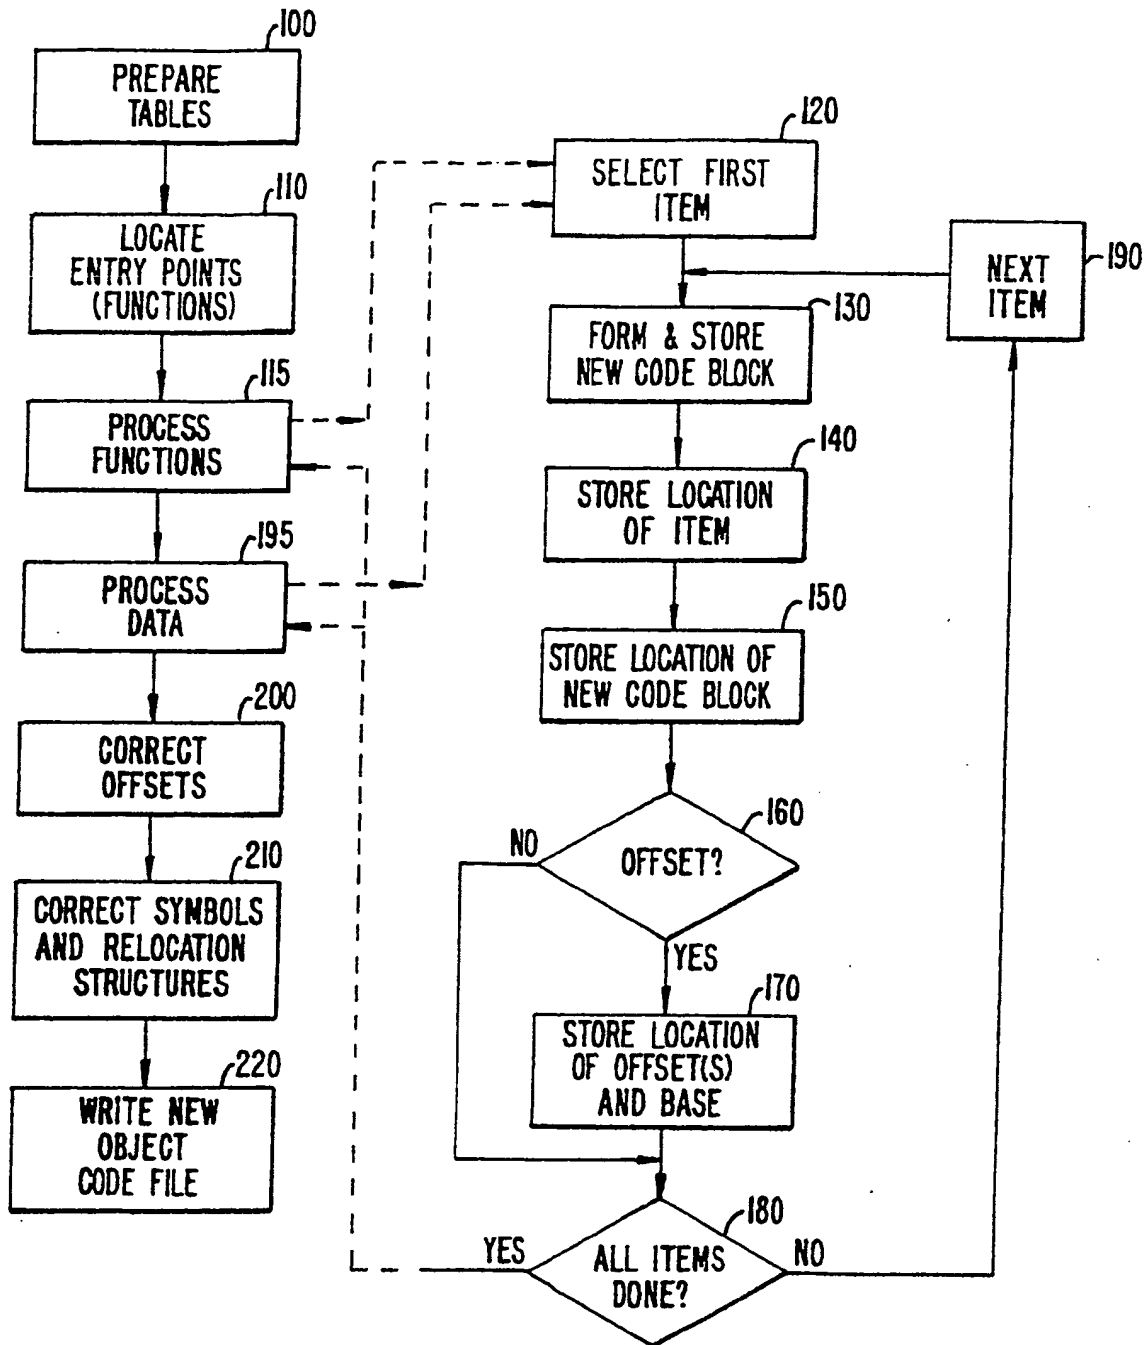 100
PREPARE
TABLES
110
LOCATE
ENTRY POINTS
(FUNCTIONS)
115
PROCESS
FUNCTIONS
195
PROCESS
DATA
200
CORRECT
OFFSETS
210
CORRECT SYMBOLS
AND RELOCATION
STRUCTURES
220
WRITE NEW
OBJECT
CODE FILE
120
SELECT FIRST
ITEM
190
NEXT
ITEM
130
FORM & STORE
NEW CODE BLOCK
140
STORE LOCATION
OF ITEM
150
STORE LOCATION OF
NEW CODE BLOCK
160
OFFSET?
NO
YES
170
STORE LOCATION
OF OFFSET(S)
AND BASE
180
ALL ITEMS
DONE?
YES
NO